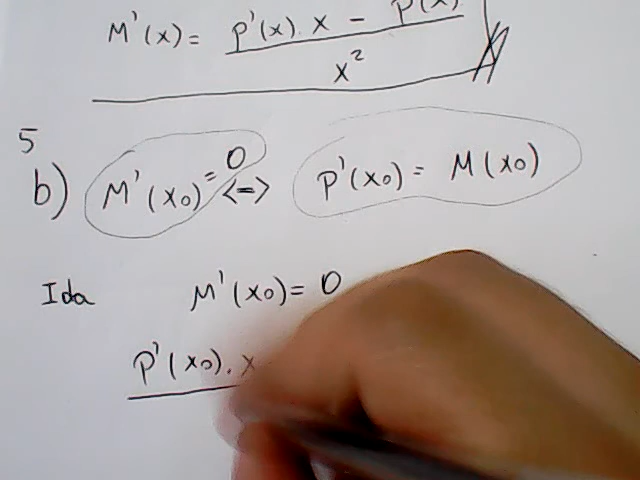 M'(x) = p'(x). x - p(x)
x²
5
b) M'(x0) = 0 <-> p'(x0) = M(x0)
Ida M'(x0) = 0
p'(x0). x